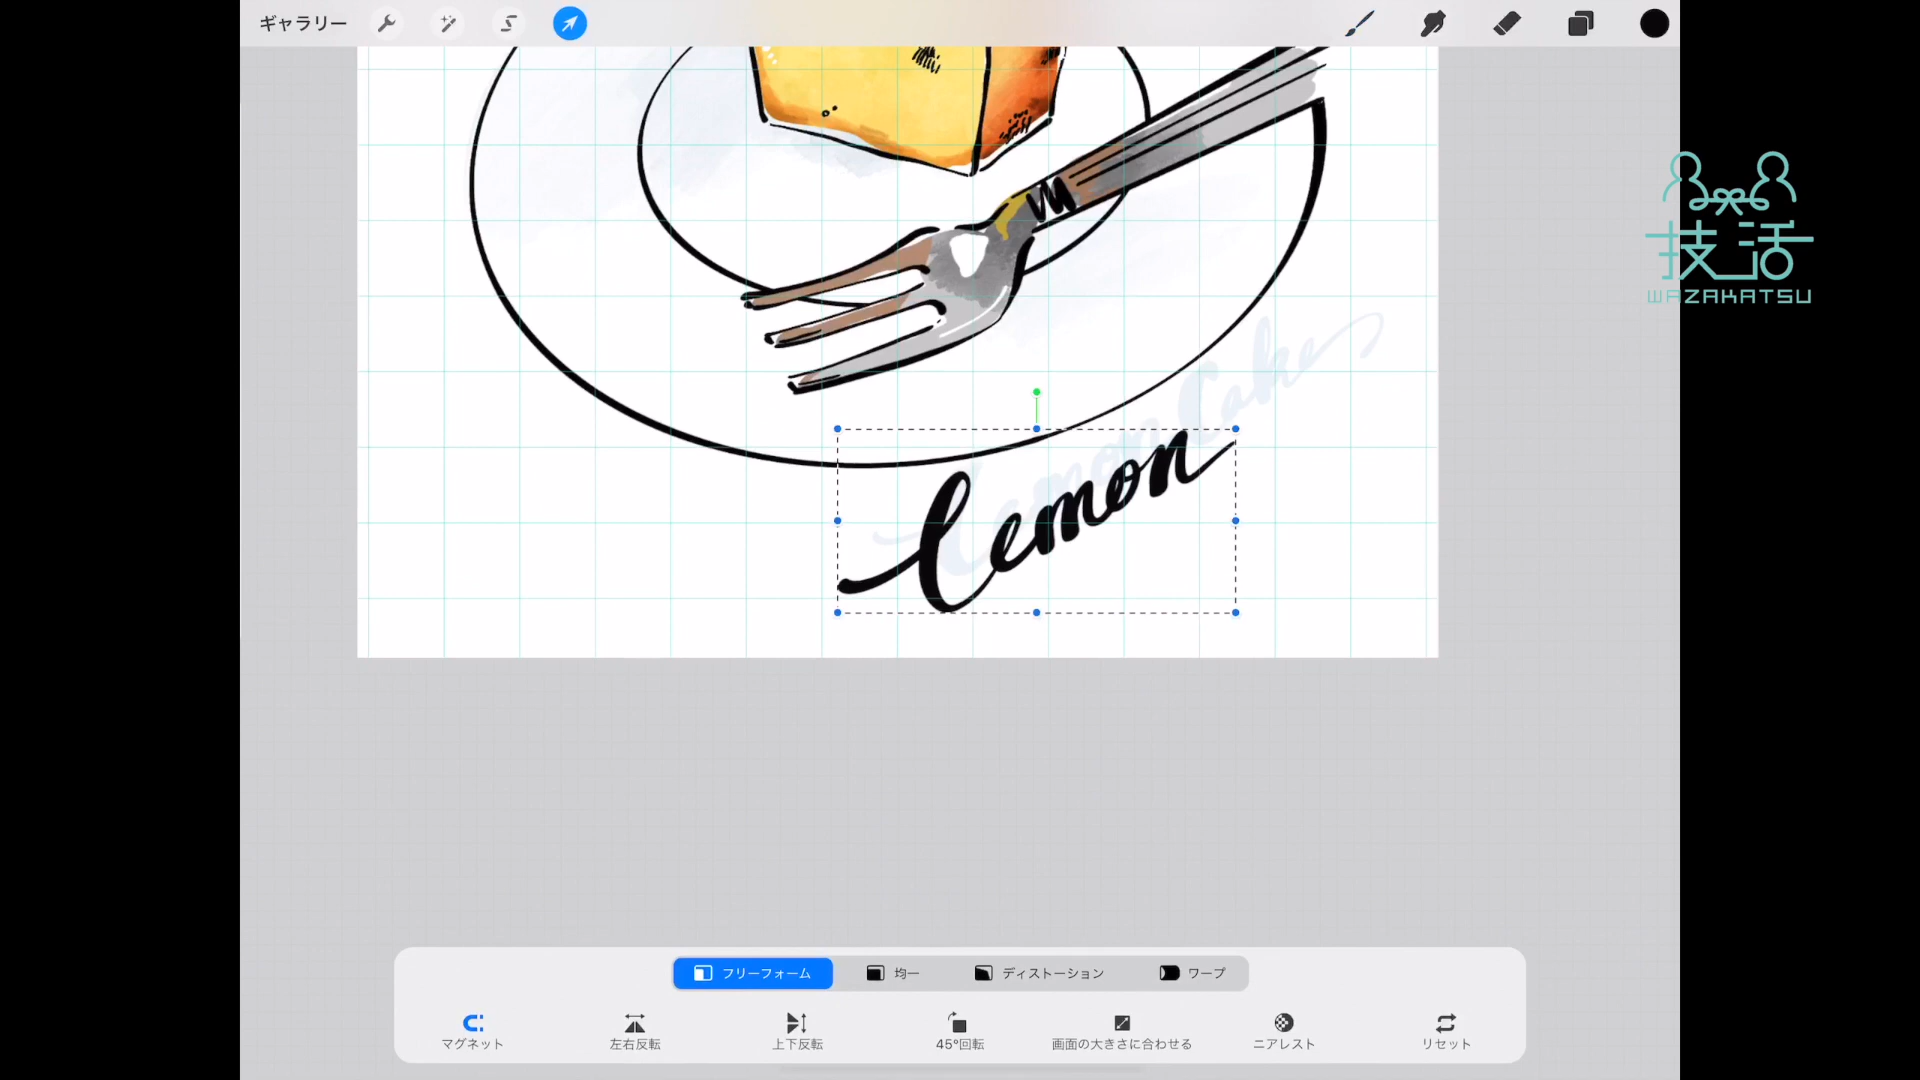 ギャラリー
技活
WAZAKATSU
Lemon Cake
Lemon
フリーフォーム
均一
ディストーション
ワープ
マグネット
左右反転
上下反転
45°回転
画面の大きさに合わせる
ニアレスト
リセット